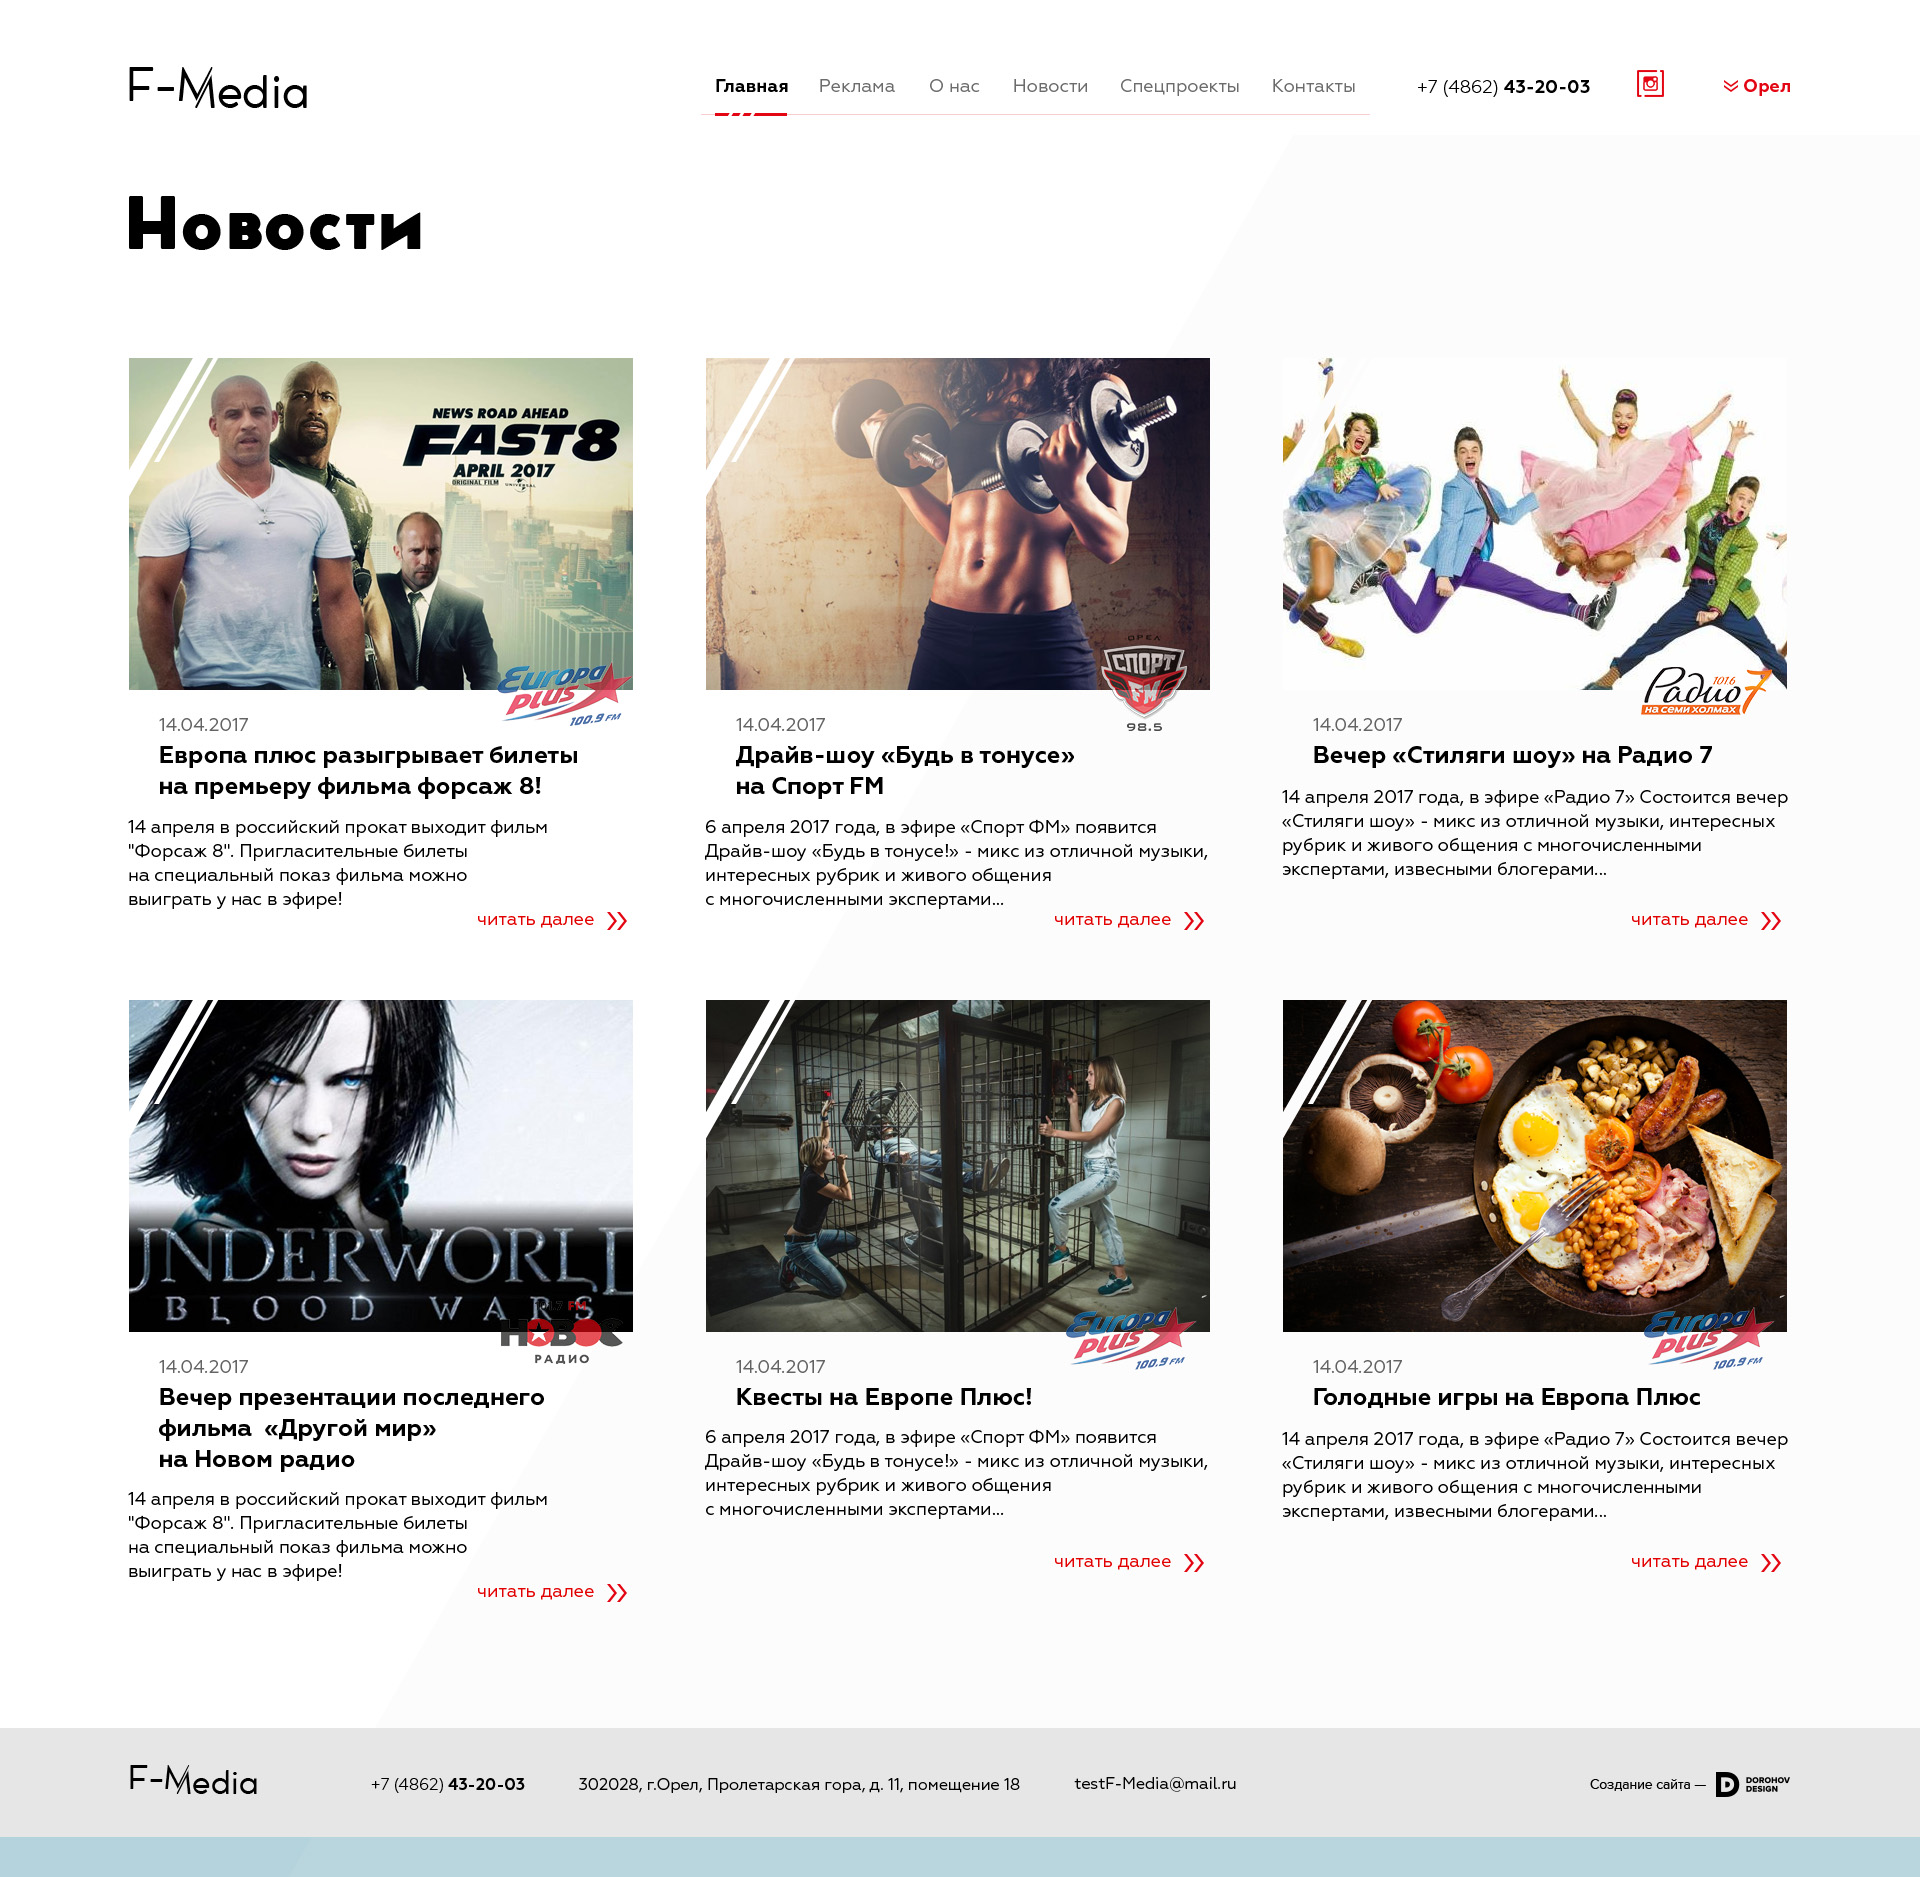 F-Media
Главная Реклама О нас Новости Спецпроекты Контакты
+7 (4862) 43-20-03
Орел
Новости
NEWS ROAD AHEAD
FAST8
APRIL 2017
ORIGINAL FILM UNIVERSAL
Europa
PLUS
100.9 FM
14.04.2017
Европа плюс разыгрывает билеты
на премьеру фильма форсаж 8!
14 апреля в российский прокат выходит фильм
"Форсаж 8". Пригласительные билеты
на специальный показ фильма можно
выиграть у нас в эфире!
читать далее
ОРЕЛ
СПОРТ
FM
98.5
14.04.2017
Драйв-шоу «Будь в тонусе»
на Спорт FM
6 апреля 2017 года, в эфире «Спорт ФМ» появится
Драйв-шоу «Будь в тонусе!» - микс из отличной музыки,
интересных рубрик и живого общения
с многочисленными экспертами...
читать далее
101.6
Радио 7
на семи холмах
14.04.2017
Вечер «Стиляги шоу» на Радио 7
14 апреля 2017 года, в эфире «Радио 7» Состоится вечер
«Стиляги шоу» - микс из отличной музыки, интересных
рубрик и живого общения с многочисленными
экспертами, извесными блогерами...
читать далее
UNDERWORLD
BLOOD WARS
101.7 FM
НОВОЕ
РАДИО
14.04.2017
Вечер презентации последнего
фильма «Другой мир»
на Новом радио
14 апреля в российский прокат выходит фильм
"Форсаж 8". Пригласительные билеты
на специальный показ фильма можно
выиграть у нас в эфире!
читать далее
Europa
PLUS
100.9 FM
14.04.2017
Квесты на Европе Плюс!
6 апреля 2017 года, в эфире «Спорт ФМ» появится
Драйв-шоу «Будь в тонусе!» - микс из отличной музыки,
интересных рубрик и живого общения
с многочисленными экспертами...
читать далее
Europa
PLUS
100.9 FM
14.04.2017
Голодные игры на Европа Плюс
14 апреля 2017 года, в эфире «Радио 7» Состоится вечер
«Стиляги шоу» - микс из отличной музыки, интересных
рубрик и живого общения с многочисленными
экспертами, извесными блогерами...
читать далее
F-Media
+7 (4862) 43-20-03
302028, г.Орел, Пролетарская гора, д. 11, помещение 18
testF-Media@mail.ru
Создание сайта —
DOROHOV
DESIGN